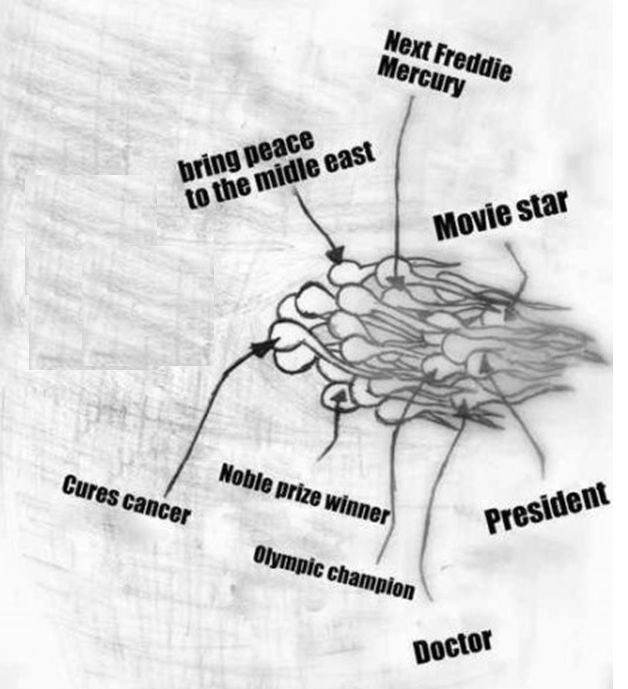 Next Freddie
Mercury
bring peace
to the midle east
Movie star
Cures cancer
Noble prize winner
President
Olympic champion
Doctor